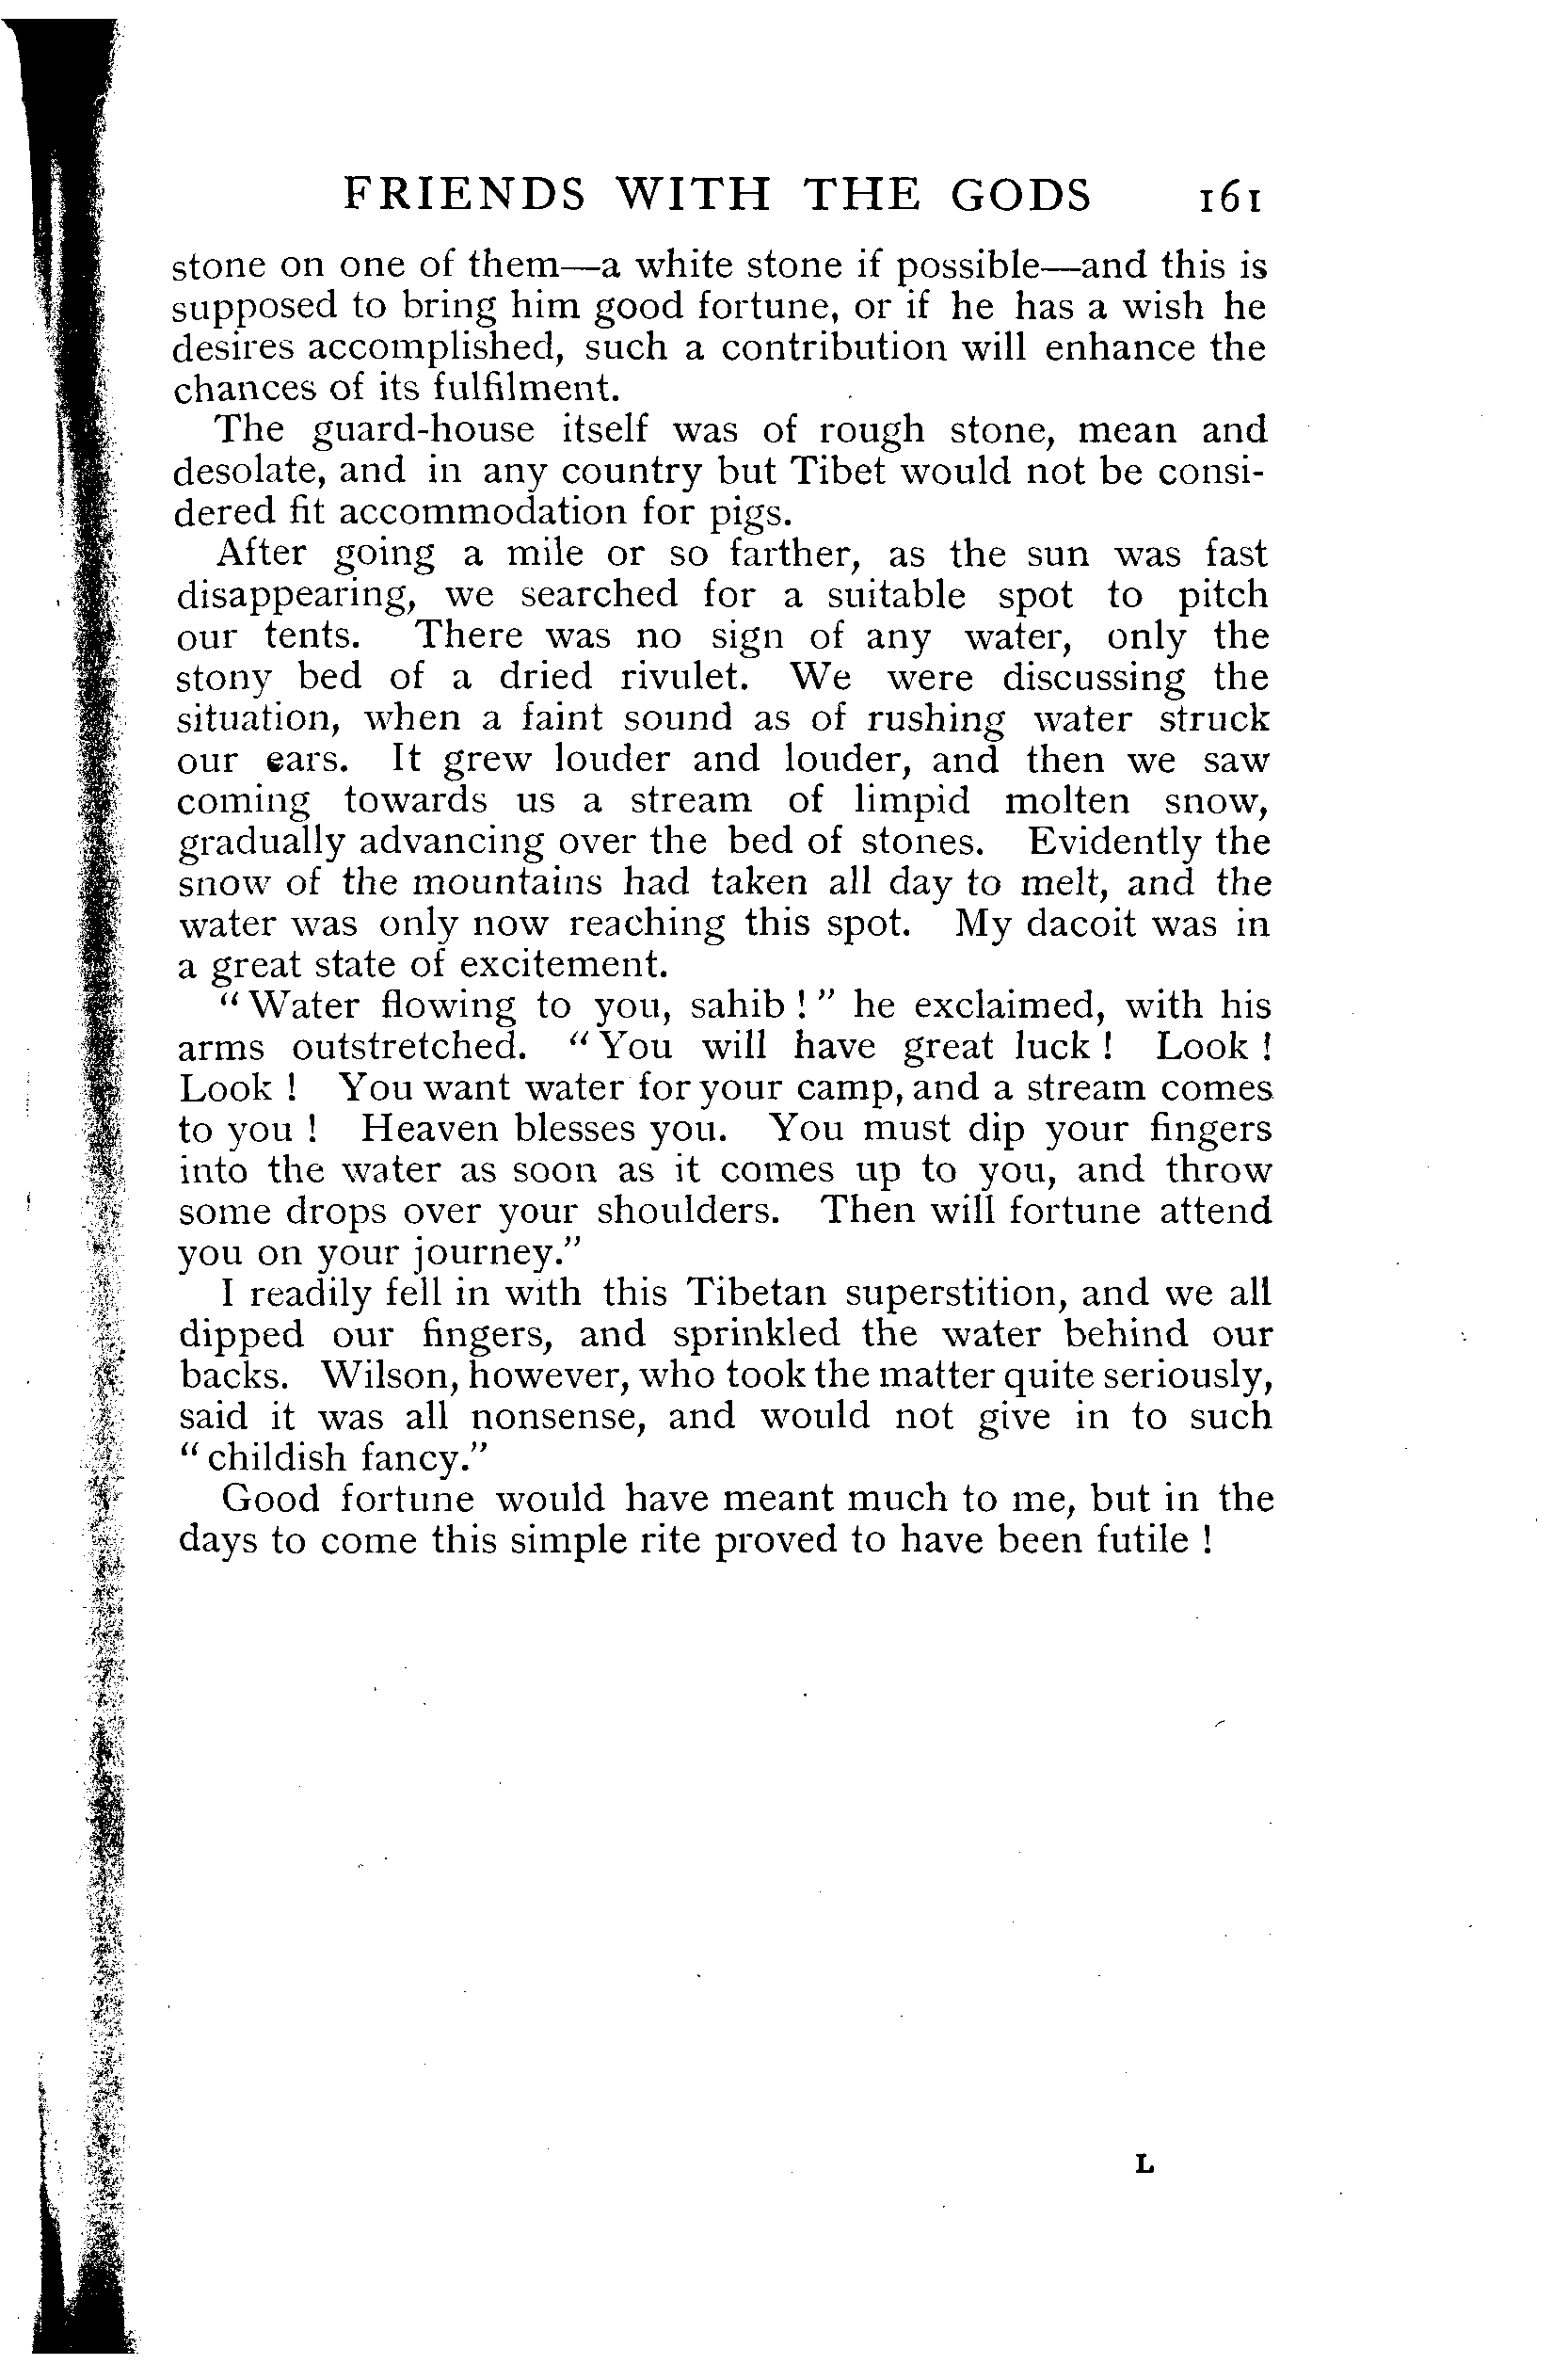 FRIENDS WITH THE GODS 161
stone on one of them—a white stone if possible—and this is
supposed to bring him good fortune, or if he has a wish he
desires accomplished, such a contribution will enhance the
chances of its fulfilment.
The guard-house itself was of rough stone, mean and
desolate, and in any country but Tibet would not be consi-
dered fit accommodation for pigs.
After going a mile or so farther, as the sun was fast
disappearing, we searched for a suitable spot to pitch
our tents. There was no sign of any water, only the
stony bed of a dried rivulet. We were discussing the
situation, when a faint sound as of rushing water struck
our ears. It grew louder and louder, and then we saw
coming towards us a stream of limpid molten snow,
gradually advancing over the bed of stones. Evidently the
snow of the mountains had taken all day to melt, and the
water was only now reaching this spot. My dacoit was in
a great state of excitement.
"Water flowing to you, sahib!" he exclaimed, with his
arms outstretched. "You will have great luck! Look!
Look! You want water for your camp, and a stream comes
to you! Heaven blesses you. You must dip your fingers
into the water as soon as it comes up to you, and throw
some drops over your shoulders. Then will fortune attend
you on your journey."
I readily fell in with this Tibetan superstition, and we all
dipped our fingers, and sprinkled the water behind our
backs. Wilson, however, who took the matter quite seriously,
said it was all nonsense, and would not give in to such
"childish fancy."
Good fortune would have meant much to me, but in the
days to come this simple rite proved to have been futile!
L